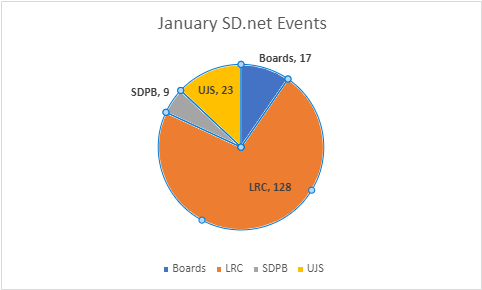 January SD.net Events
Boards, 17
SDPB, 9
UJS, 23
LRC, 128
Boards LRC SDPB UJS